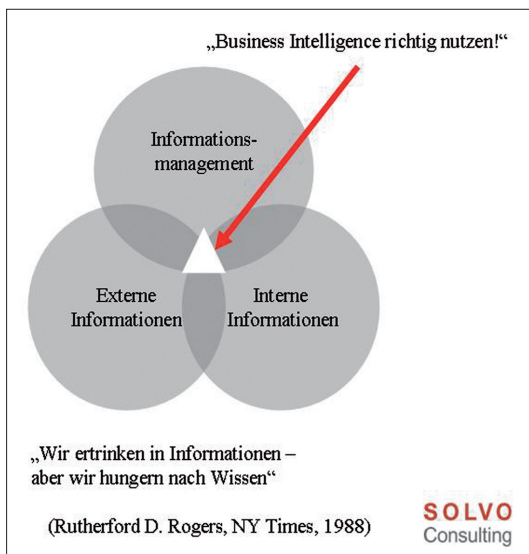 „Business Intelligence richtig nutzen!“
Informations-
management
Externe
Informationen
Interne
Informationen
„Wir ertrinken in Informationen –
aber wir hungern nach Wissen“
(Rutherford D. Rogers, NY Times, 1988)
SOLVO
Consulting